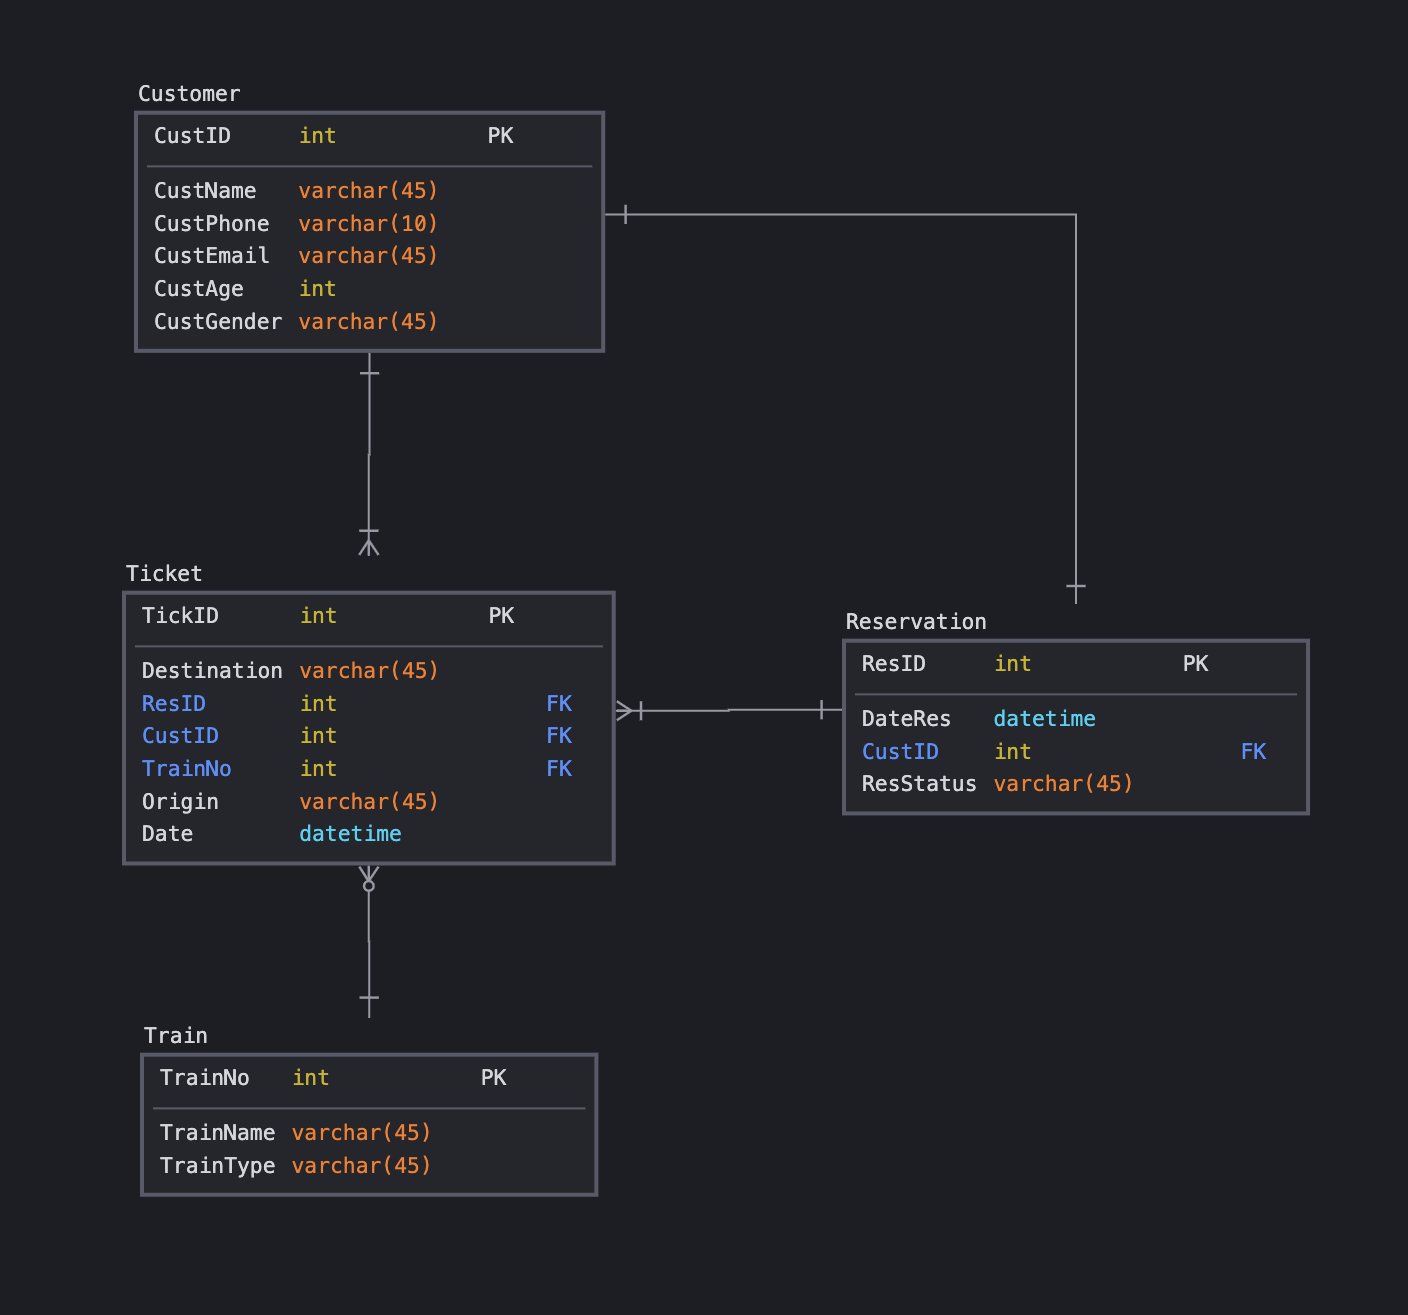 Customer
CustID int PK
CustName varchar(45)
CustPhone varchar(10)
CustEmail varchar(45)
CustAge int
CustGender varchar(45)
Ticket
TickID int PK
Destination varchar(45)
ResID int FK
CustID int FK
TrainNo int FK
Origin varchar(45)
Date datetime
Reservation
ResID int PK
DateRes datetime
CustID int FK
ResStatus varchar(45)
Train
TrainNo int PK
TrainName varchar(45)
TrainType varchar(45)